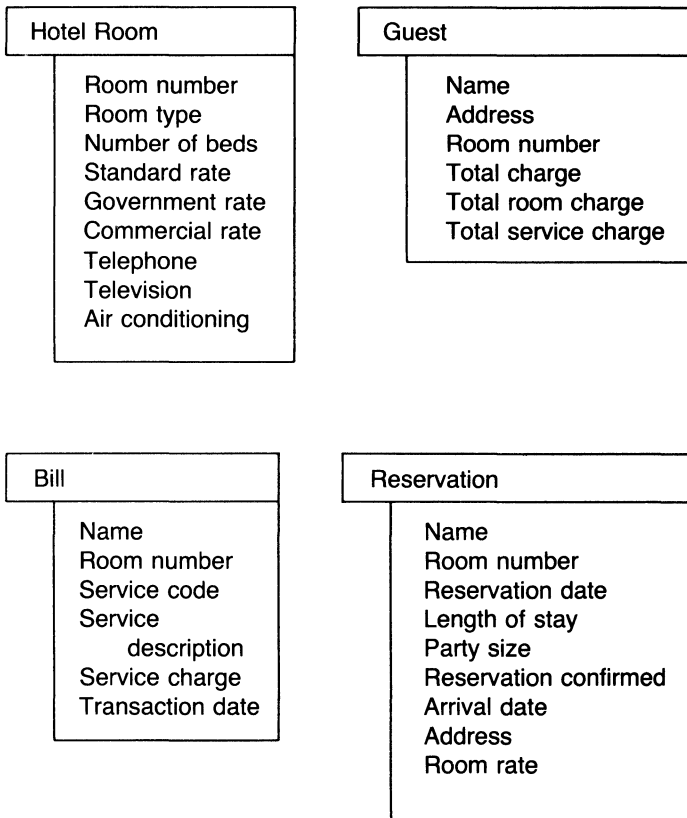 Hotel Room
Room number
Room type
Number of beds
Standard rate
Government rate
Commercial rate
Telephone
Television
Air conditioning
Guest
Name
Address
Room number
Total charge
Total room charge
Total service charge
Bill
Name
Room number
Service code
Service
description
Service charge
Transaction date
Reservation
Name
Room number
Reservation date
Length of stay
Party size
Reservation confirmed
Arrival date
Address
Room rate